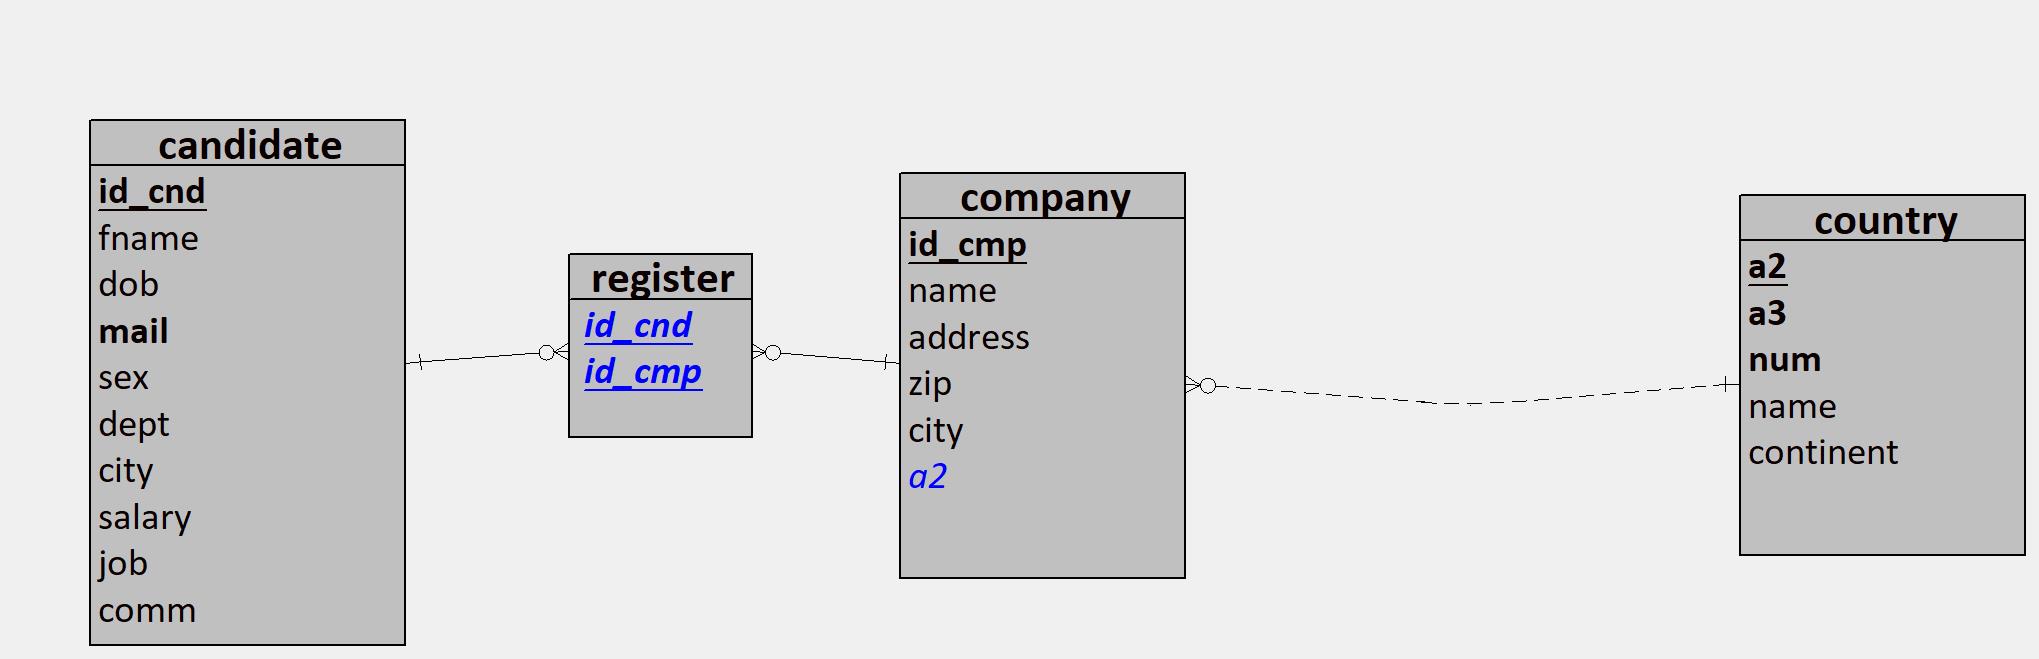 candidate
id_cnd
fname
dob
mail
sex
dept
city
salary
job
comm
register
id_cnd
id_cmp
company
id_cmp
name
address
zip
city
a2
country
a2
a3
num
name
continent